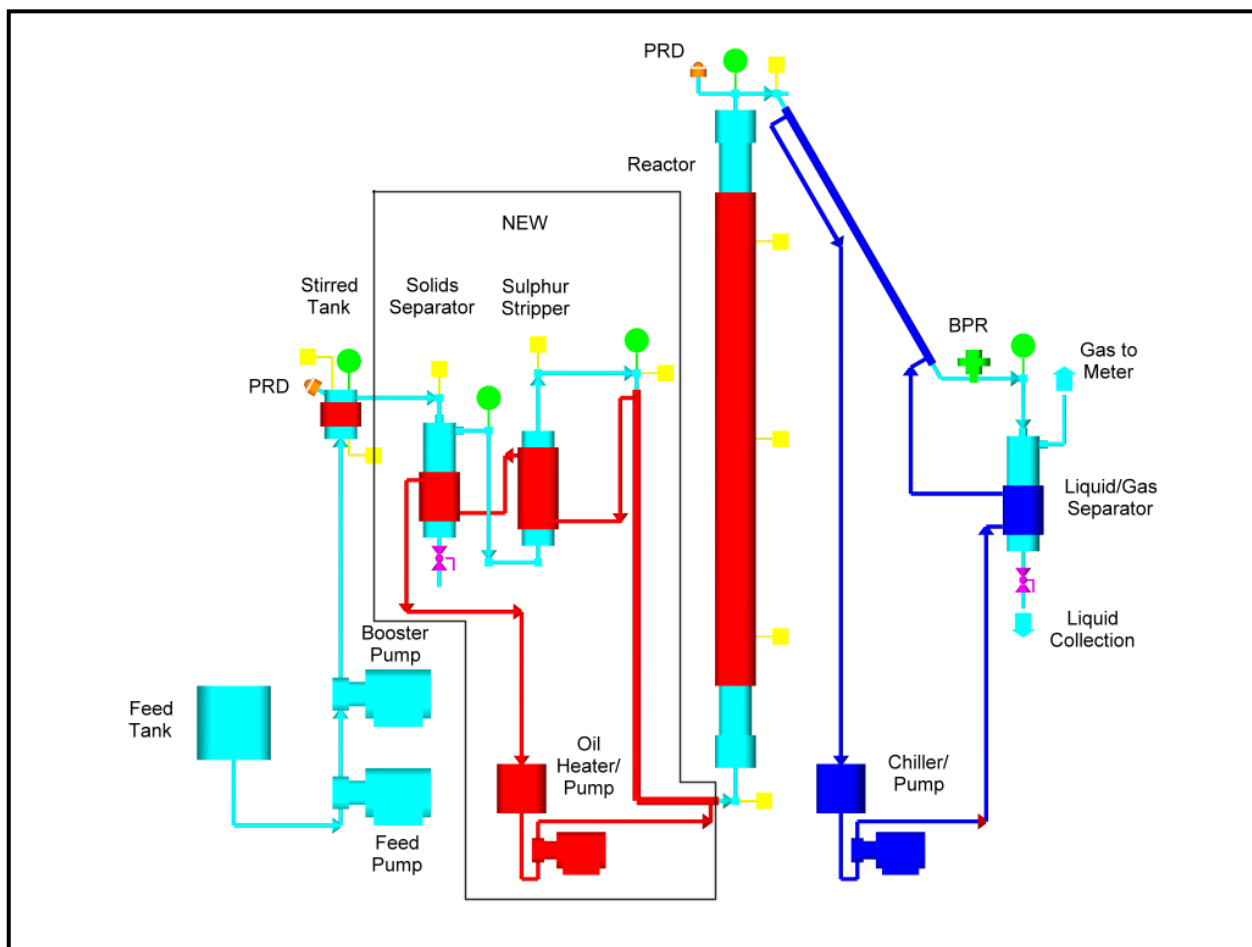 PRD
Reactor
NEW
Stirred
Tank
Solids
Separator
Sulphur
Stripper
BPR
Gas to
Meter
PRD
Liquid/Gas
Separator
Liquid
Collection
Booster
Pump
Feed
Tank
Oil
Heater/
Pump
Chiller/
Pump
Feed
Pump